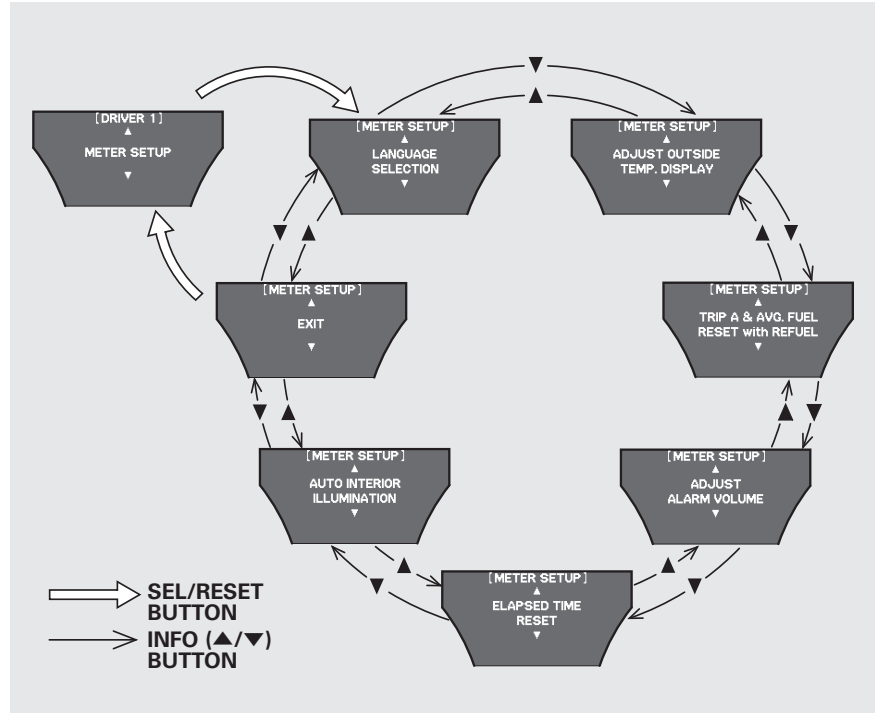 [DRIVER 1]
▲
METER SETUP
▼
[METER SETUP]
▲
LANGUAGE
SELECTION
▼
[METER SETUP]
▲
ADJUST OUTSIDE
TEMP. DISPLAY
▼
[METER SETUP]
▲
EXIT
▼
[METER SETUP]
▲
TRIP A & AVG. FUEL
RESET with REFUEL
▼
[METER SETUP]
▲
AUTO INTERIOR
ILLUMINATION
▼
[METER SETUP]
▲
ADJUST
ALARM VOLUME
▼
[METER SETUP]
▲
ELAPSED TIME
RESET
▼
SEL/RESET
BUTTON
INFO (▲/▼)
BUTTON